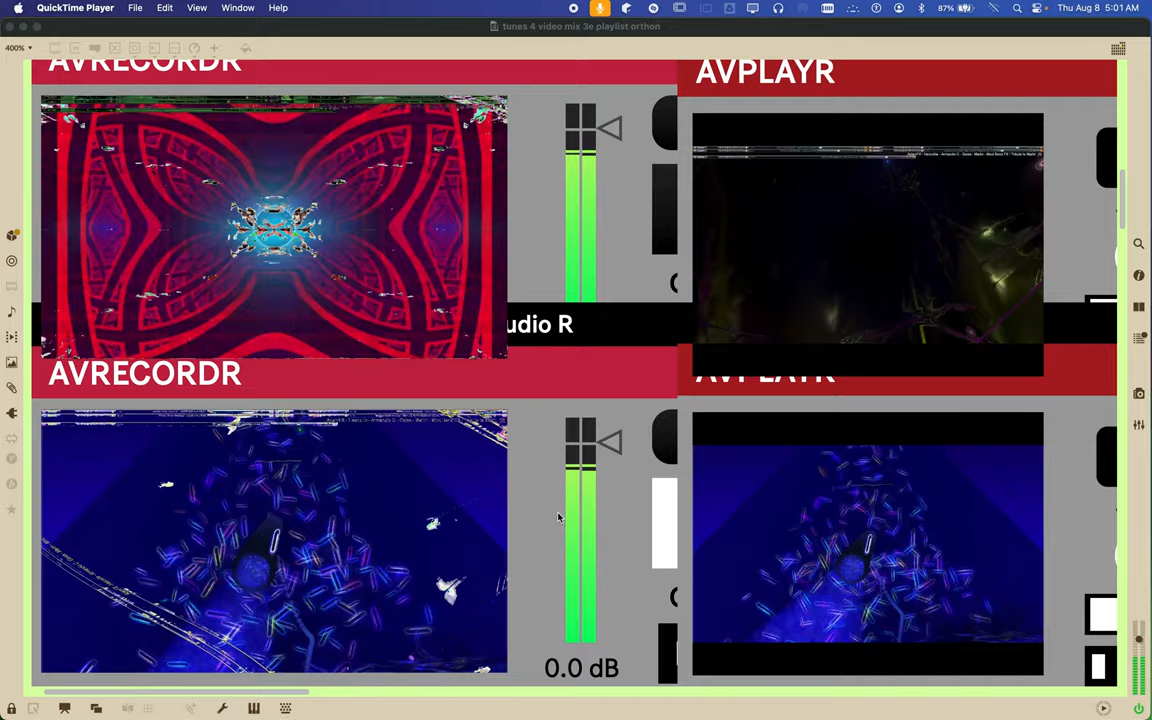 QuickTime Player File Edit View Window Help
87%
Thu Aug 8 5:01 AM
tunes 4 video mix 3e playlist orthon
400%
AVRECORDR
AVPLAYR
udio R
AVRECORDR
AVPLAYR
0.0 dB